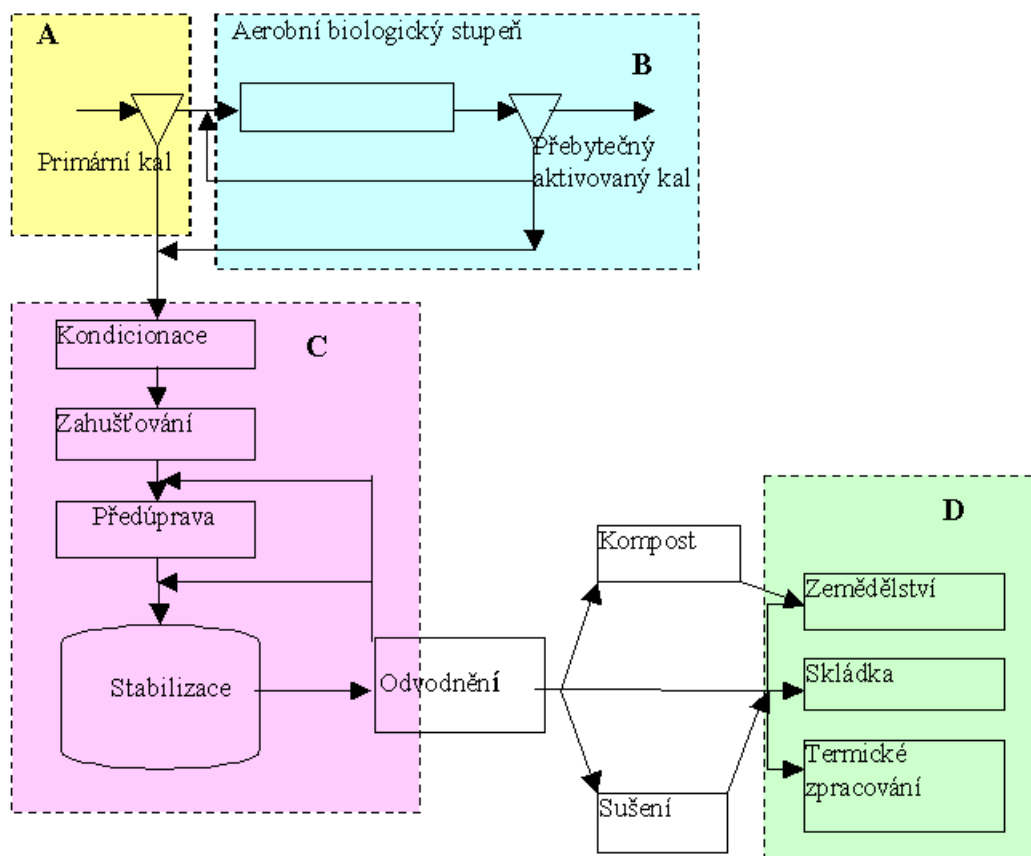 A
Aerobní biologický stupeň
B
Primární kal
Přebytečný
aktivovaný kal
C
Kondicionace
Zahušťování
Předúprava
Stabilizace
Odvodnění
Kompost
Sušení
D
Zemědělství
Skládka
Termické
zpracování